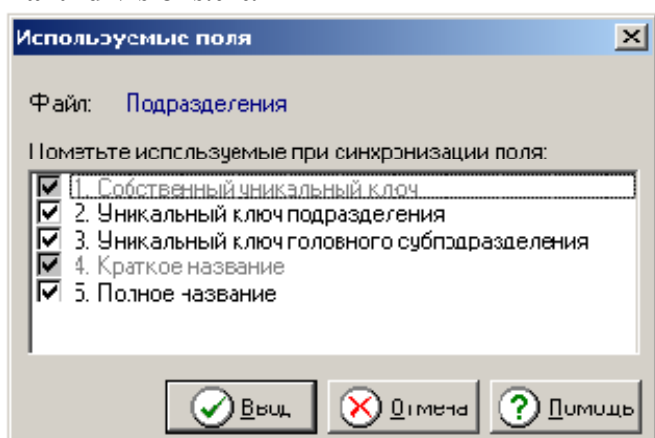 Используемые поля
Файл: Подразделения
Пометьте используемые при синхронизации поля:
1. Собственный уникальный ключ
2. Уникальный ключ подразделения
3. Уникальный ключ головного субподразделения
4. Краткое название
5. Полное название
Ввод Отмена Помощь